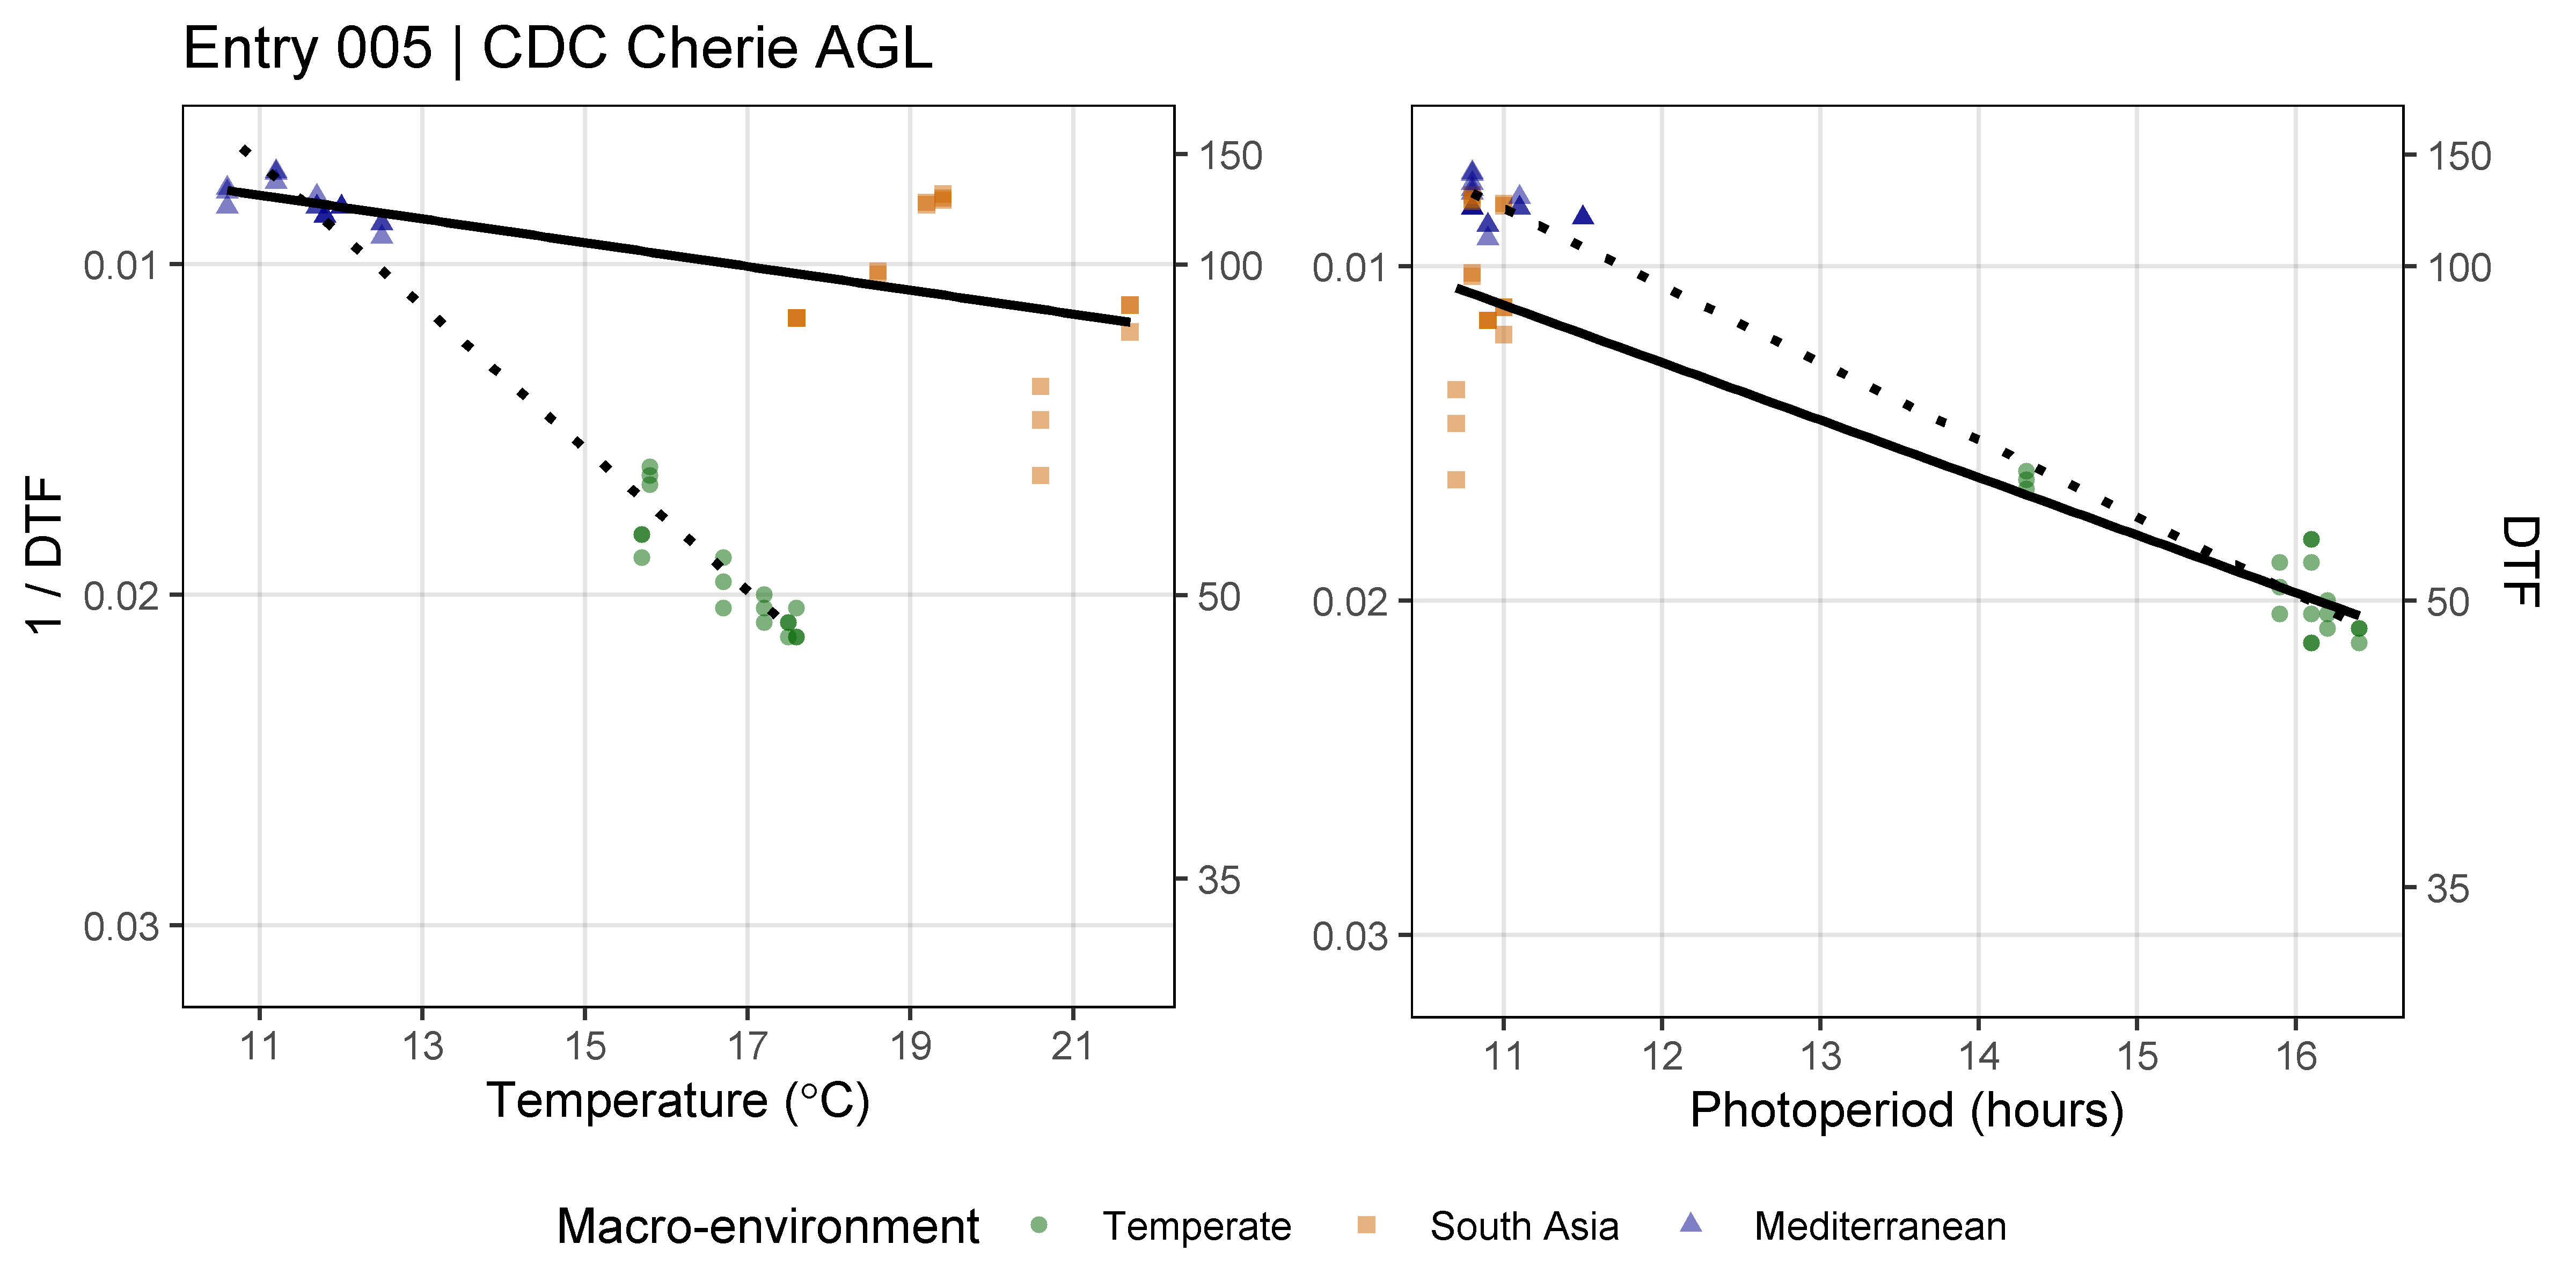 Entry 005 | CDC Cherie AGL
1 / DTF
0.01
0.02
0.03
150
100
50
35
11 13 15 17 19 21
Temperature (°C)
0.01
0.02
0.03
150
100
50
35
DTF
11 12 13 14 15 16
Photoperiod (hours)
Macro-environment Temperate South Asia Mediterranean